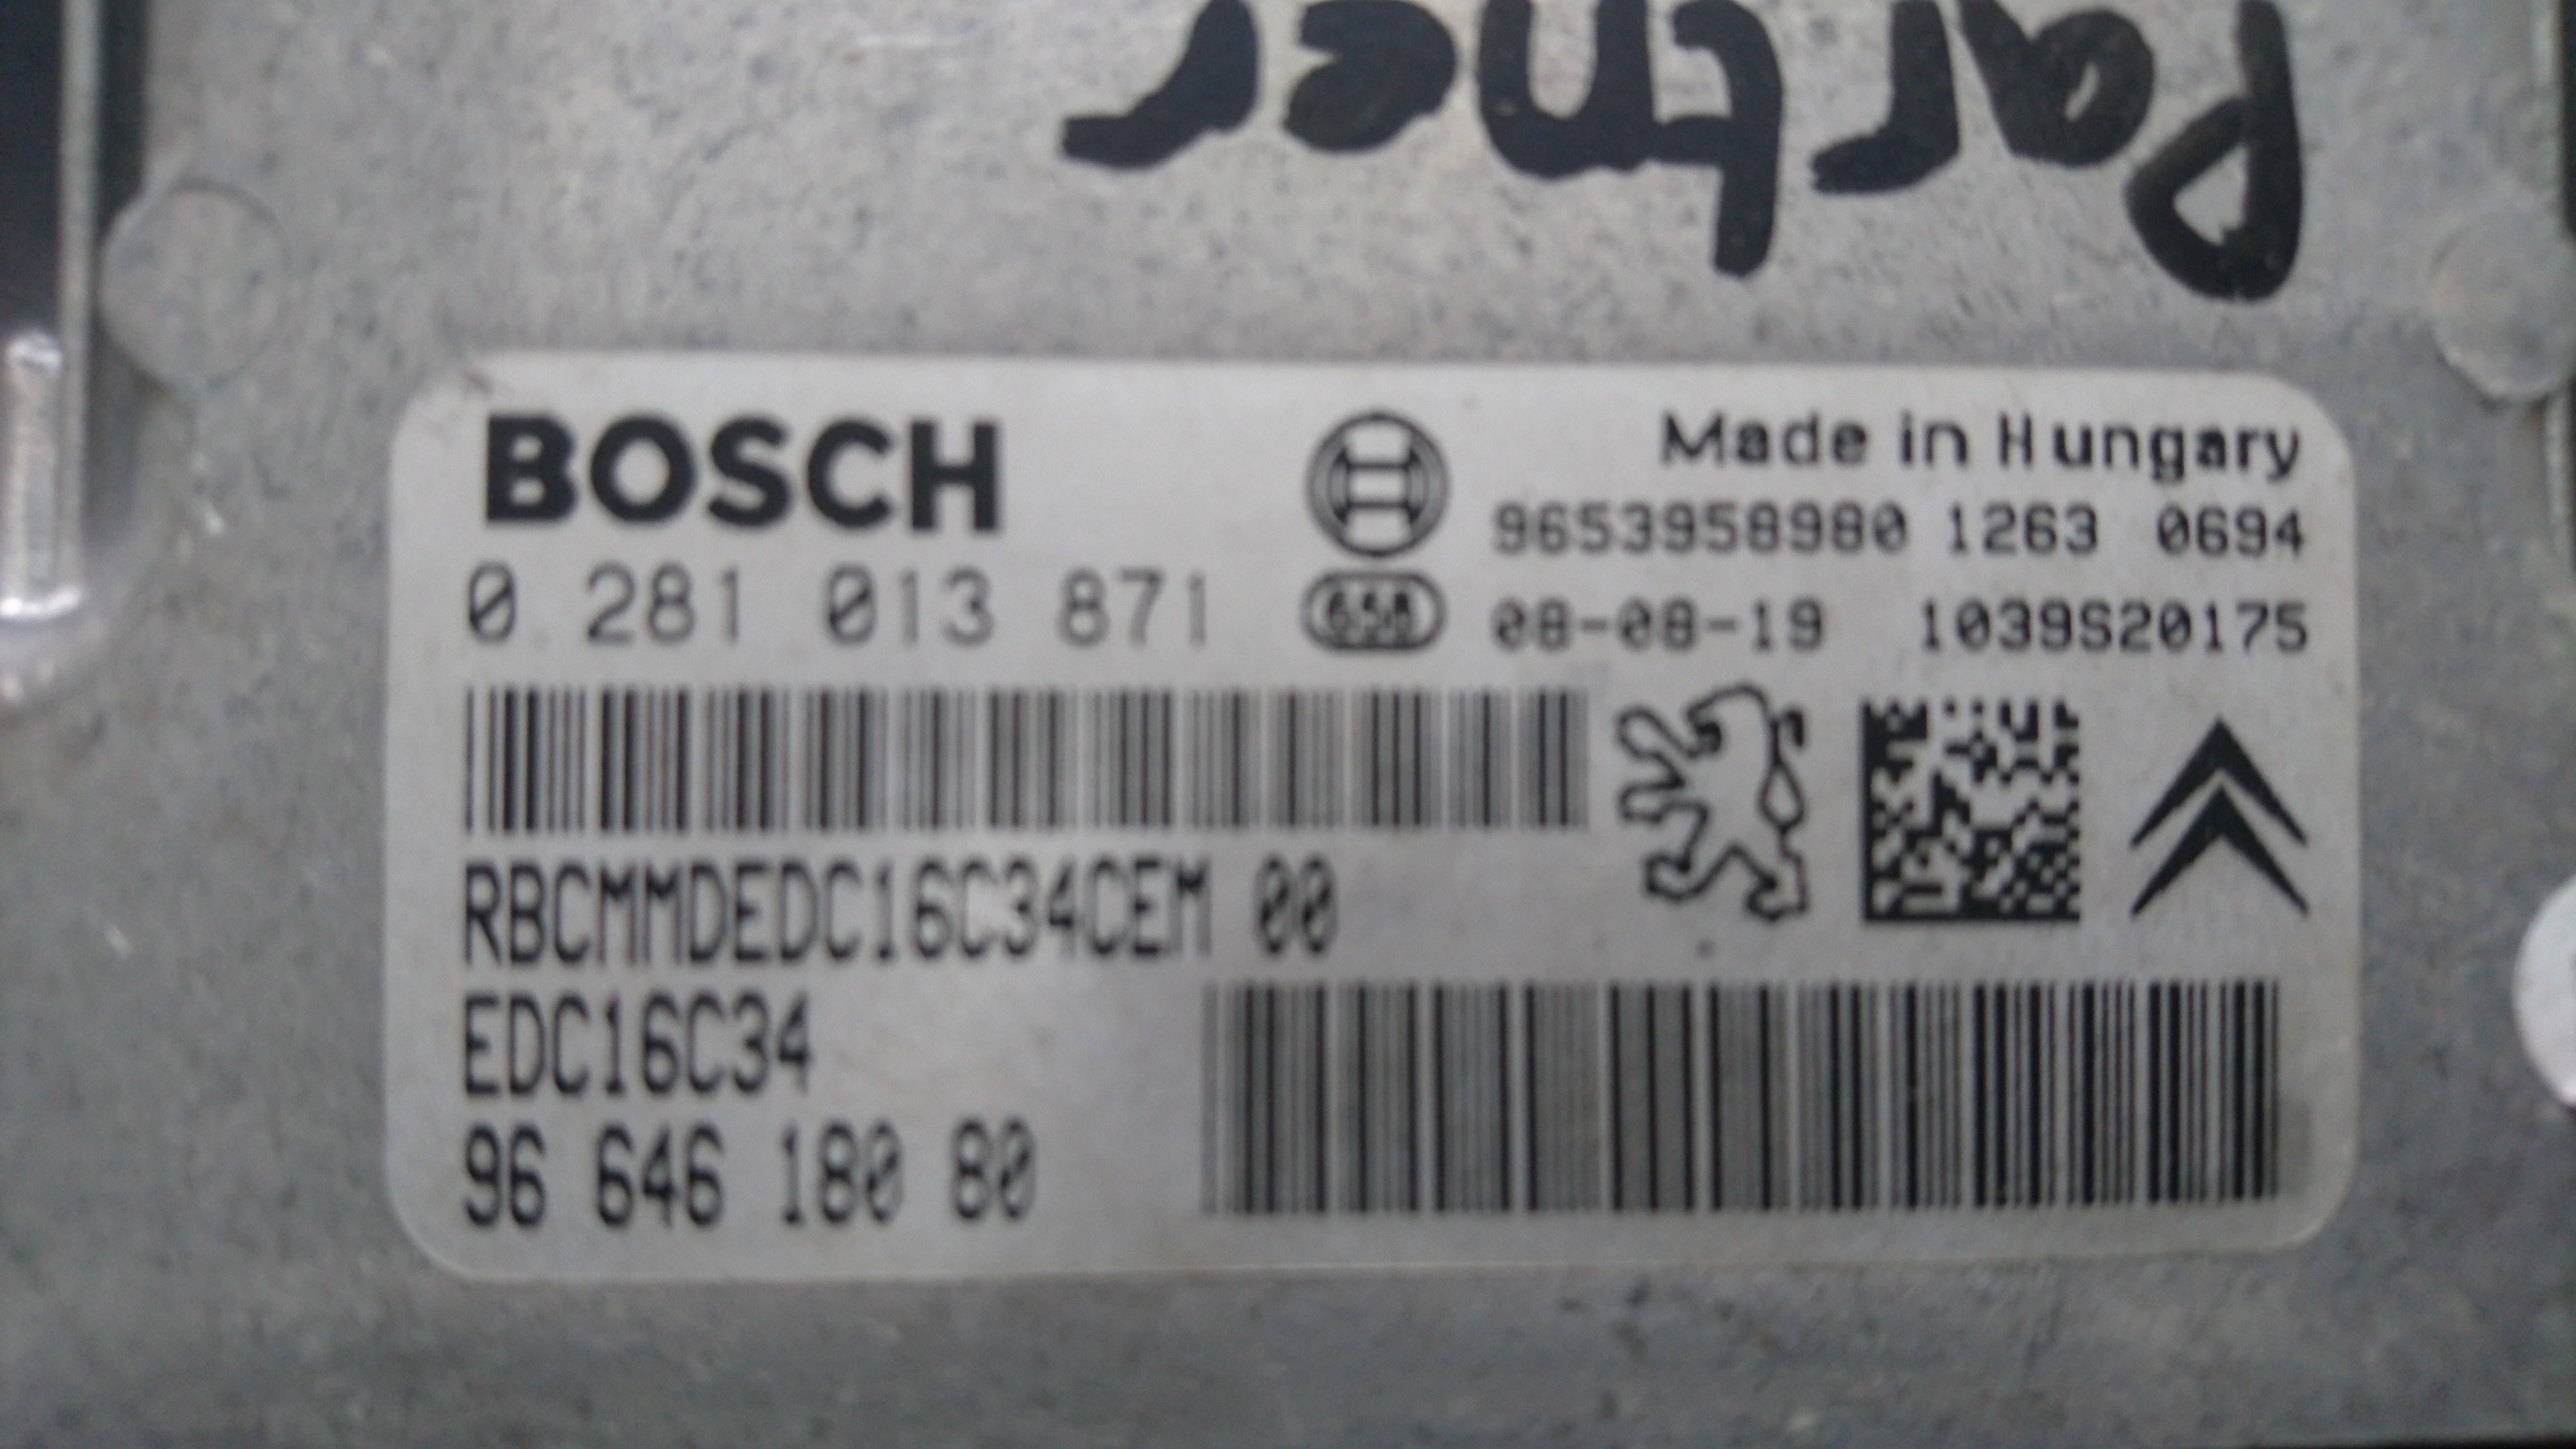 Partner
BOSCH
Made in Hungary
9653958980 1263 0694
0 281 013 871
658
08-08-19 1039S20175
RBCMMDEDC16C34CEM 00
EDC16C34
96 646 180 80